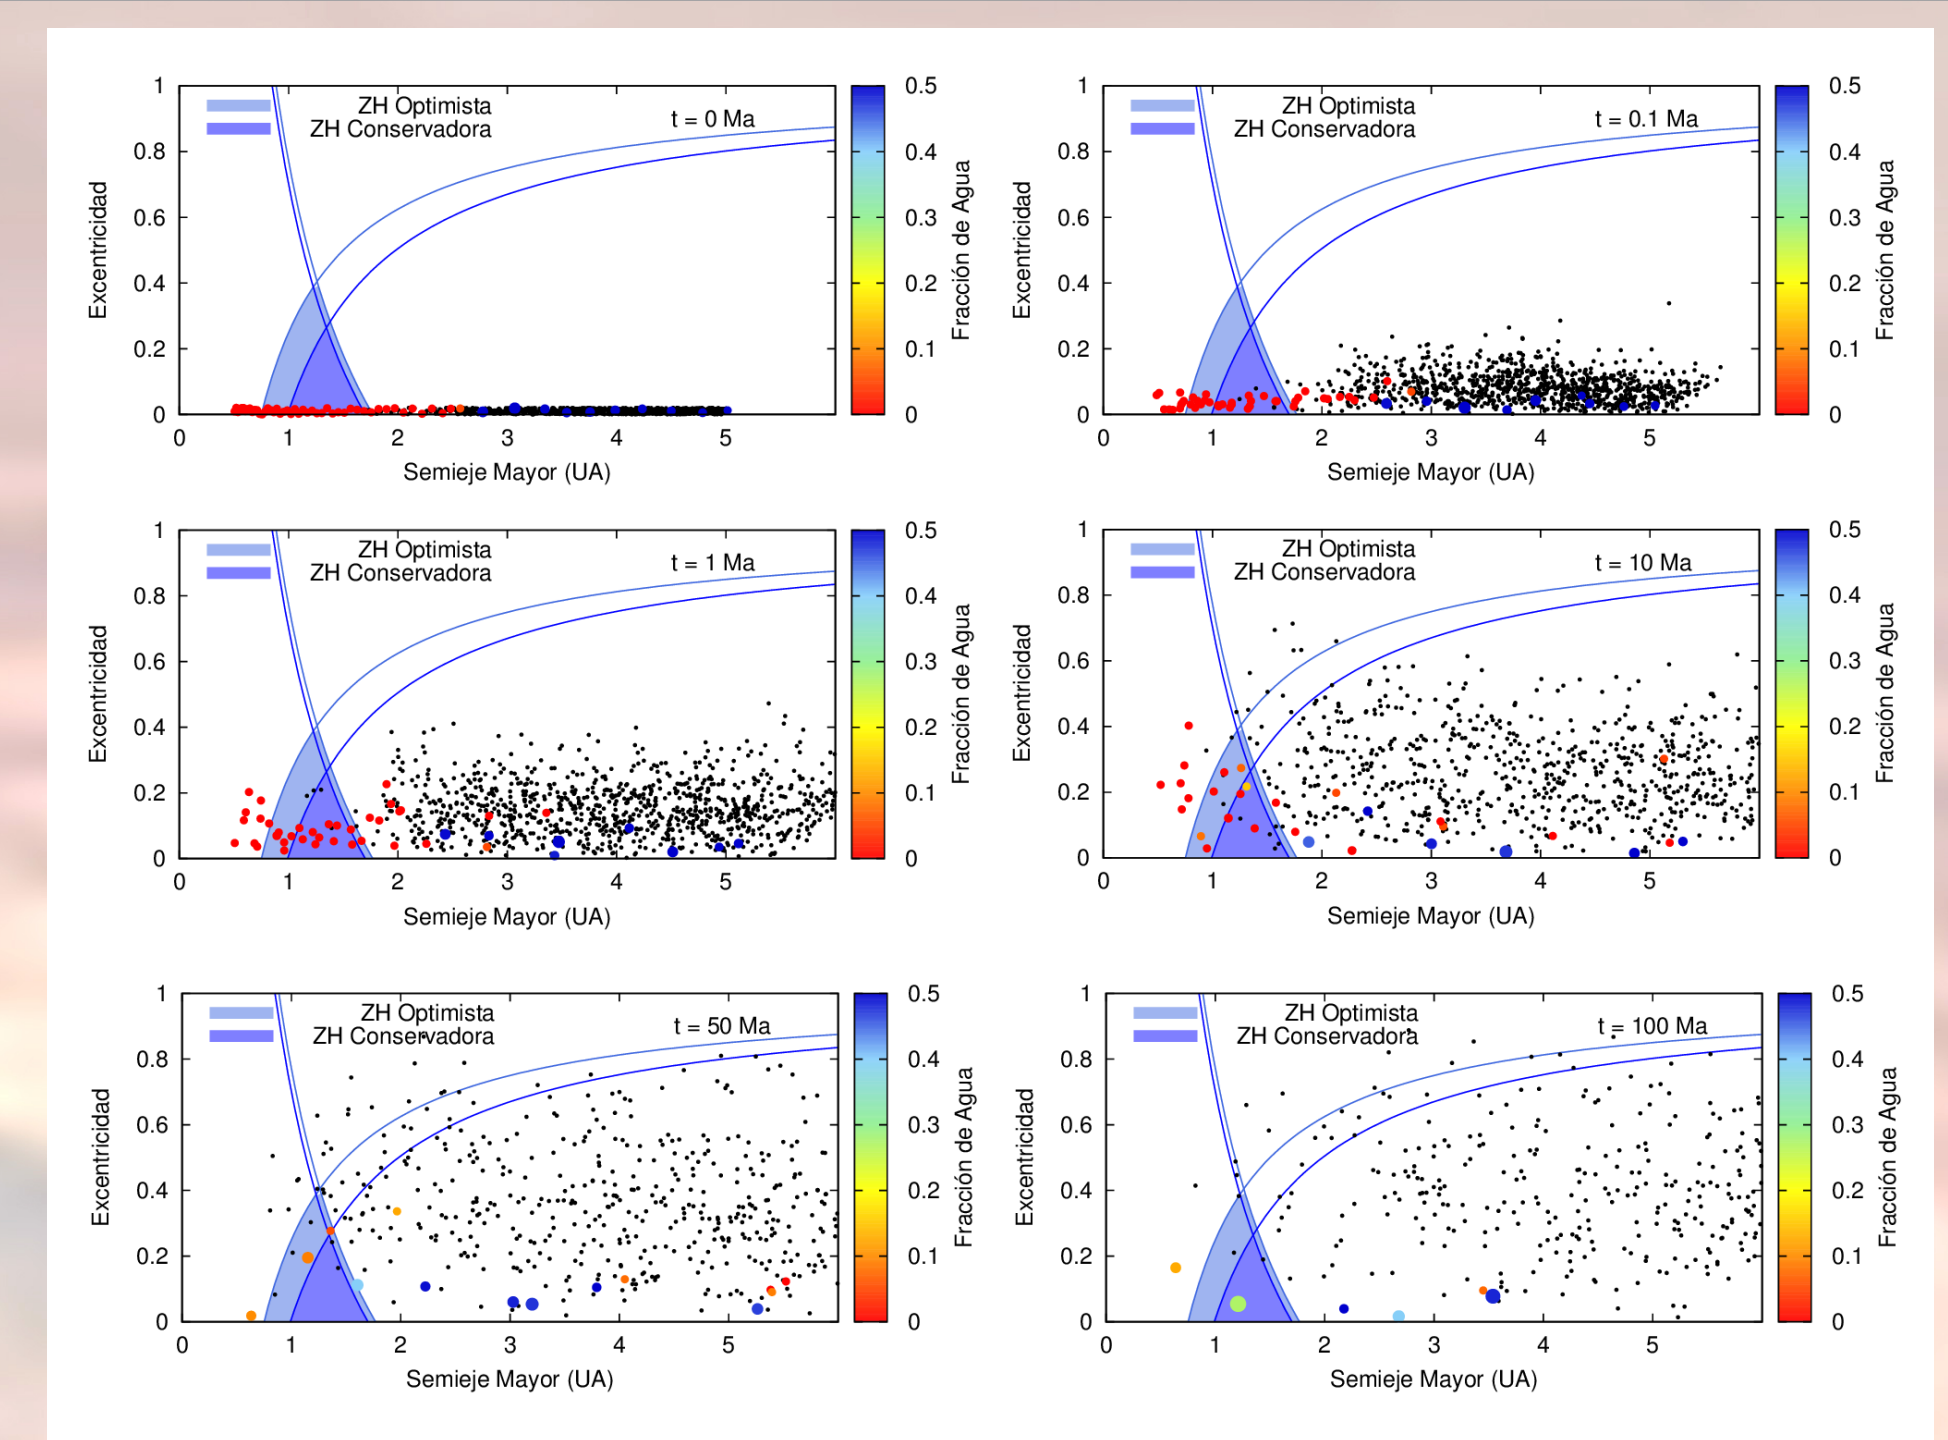 1
0.8
0.6
0.4
0.2
0
0 1 2 3 4 5
Excentricidad
Semieje Mayor (UA)
ZH Optimista
ZH Conservadora
t = 0 Ma
0.5
0.4
0.3
0.2
0.1
0
Fracción de Agua
1
0.8
0.6
0.4
0.2
0
0 1 2 3 4 5
Excentricidad
Semieje Mayor (UA)
ZH Optimista
ZH Conservadora
t = 0.1 Ma
0.5
0.4
0.3
0.2
0.1
0
Fracción de Agua
1
0.8
0.6
0.4
0.2
0
0 1 2 3 4 5
Excentricidad
Semieje Mayor (UA)
ZH Optimista
ZH Conservadora
t = 1 Ma
0.5
0.4
0.3
0.2
0.1
0
Fracción de Agua
1
0.8
0.6
0.4
0.2
0
0 1 2 3 4 5
Excentricidad
Semieje Mayor (UA)
ZH Optimista
ZH Conservadora
t = 10 Ma
0.5
0.4
0.3
0.2
0.1
0
Fracción de Agua
1
0.8
0.6
0.4
0.2
0
0 1 2 3 4 5
Excentricidad
Semieje Mayor (UA)
ZH Optimista
ZH Conservadora
t = 50 Ma
0.5
0.4
0.3
0.2
0.1
0
Fracción de Agua
1
0.8
0.6
0.4
0.2
0
0 1 2 3 4 5
Excentricidad
Semieje Mayor (UA)
ZH Optimista
ZH Conservadora
t = 100 Ma
0.5
0.4
0.3
0.2
0.1
0
Fracción de Agua